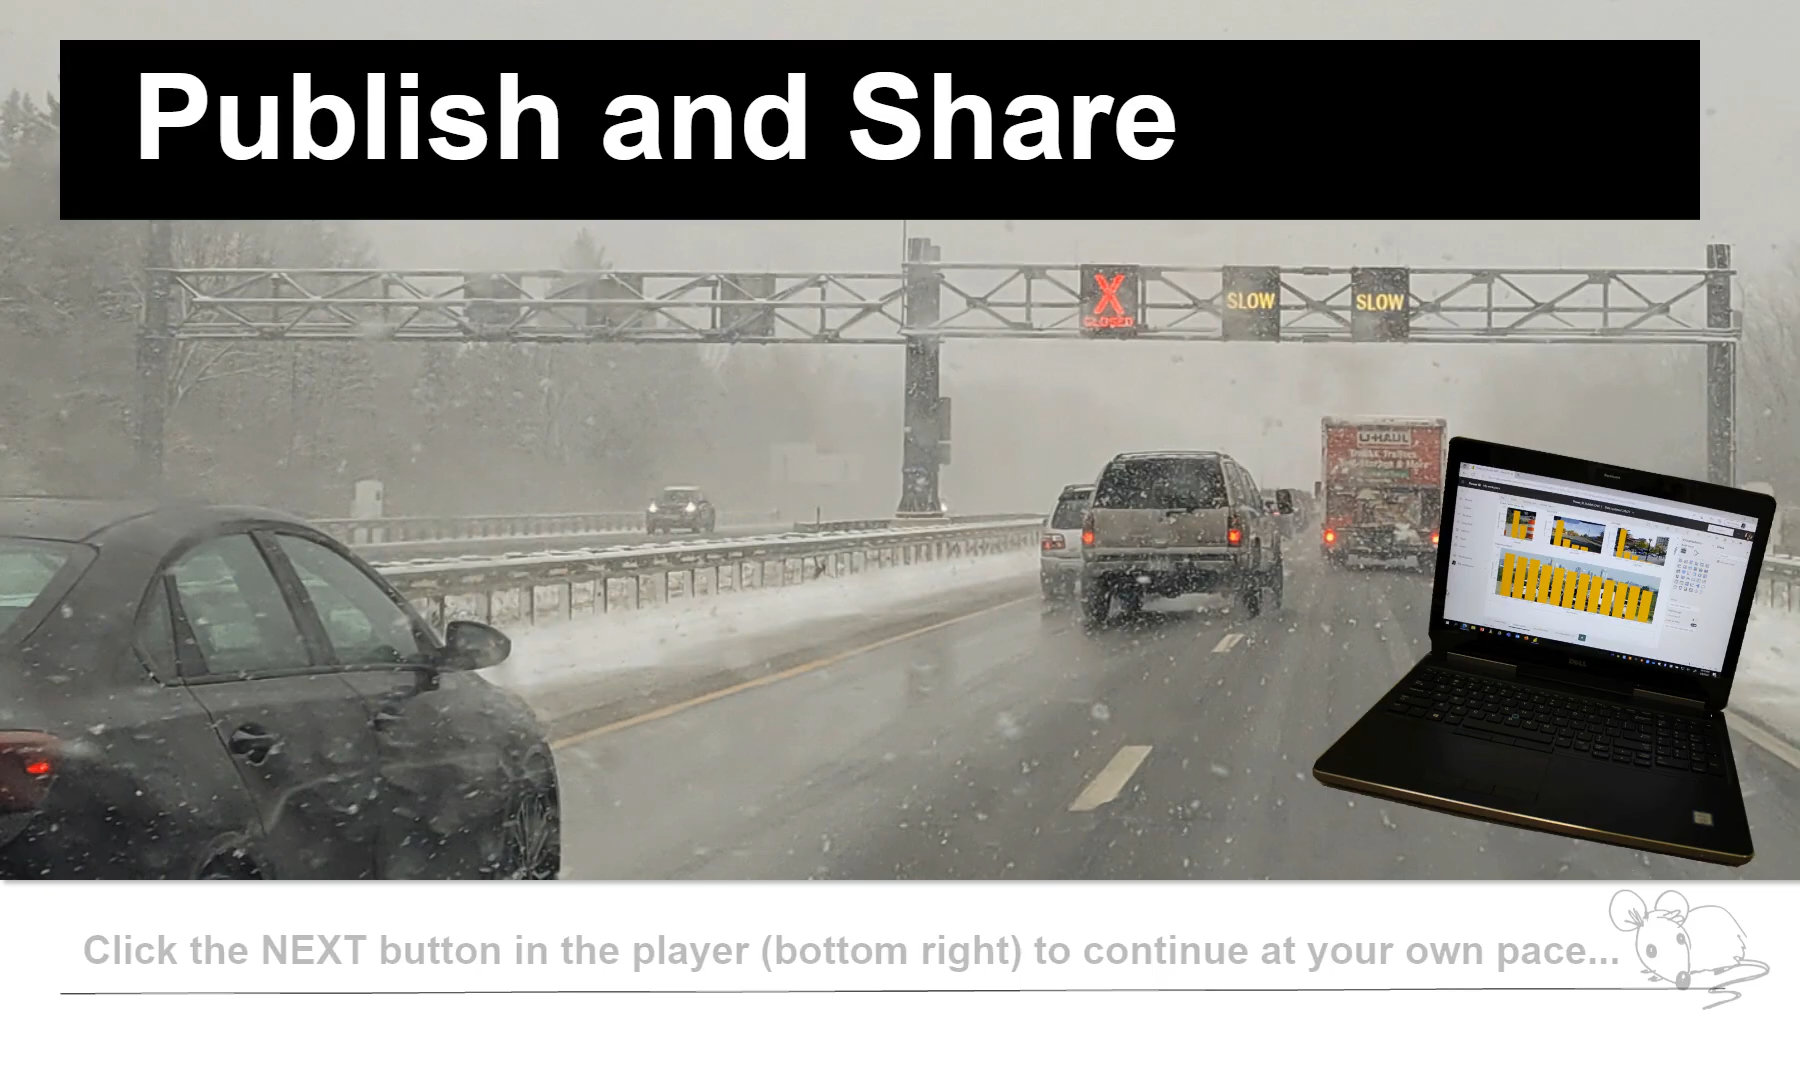 Publish and Share
X
CLOSED
SLOW
SLOW
U-HAUL
DELL
Click the NEXT button in the player (bottom right) to continue at your own pace...